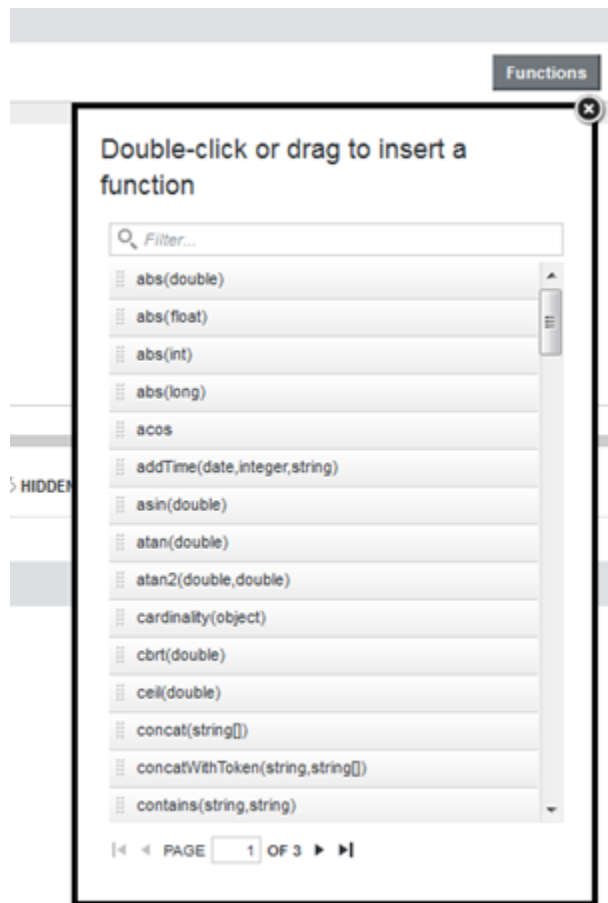 Functions
Double-click or drag to insert a
function
Filter...
abs(double)
abs(float)
abs(int)
abs(long)
acos
addTime(date,integer,string)
HIDDEN
asin(double)
atan(double)
atan2(double,double)
cardinality(object)
cbrt(double)
ceil(double)
concat(string[])
concatWithToken(string,string[])
contains(string,string)
PAGE 1 OF 3